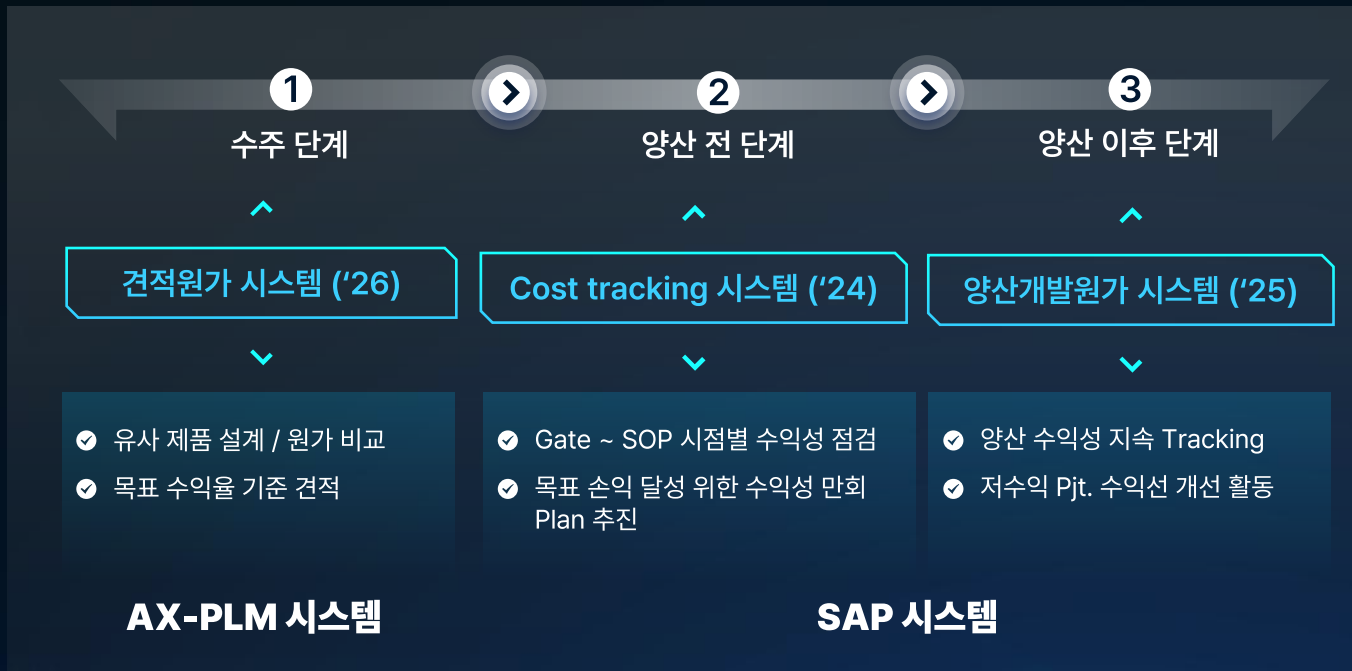 1
2
3
수주 단계
양산 전 단계
양산 이후 단계
견적원가 시스템 (‘26)
Cost tracking 시스템 (‘24)
양산개발원가 시스템 (‘25)
유사 제품 설계 / 원가 비교
목표 수익율 기준 견적
Gate ~ SOP 시점별 수익성 점검
목표 손익 달성 위한 수익성 만회
Plan 추진
양산 수익성 지속 Tracking
저수익 Pjt. 수익선 개선 활동
AX-PLM 시스템
SAP 시스템